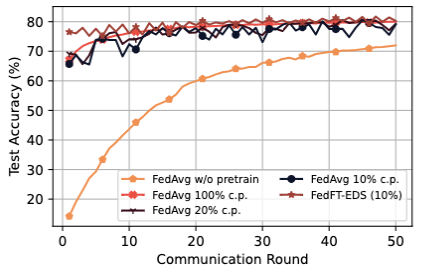 80
70
60
50
40
30
20
Test Accuracy (%)
FedAvg w/o pretrain
FedAvg 100% c.p.
FedAvg 20% c.p.
FedAvg 10% c.p.
FedFT-EDS (10%)
0 10 20 30 40 50
Communication Round